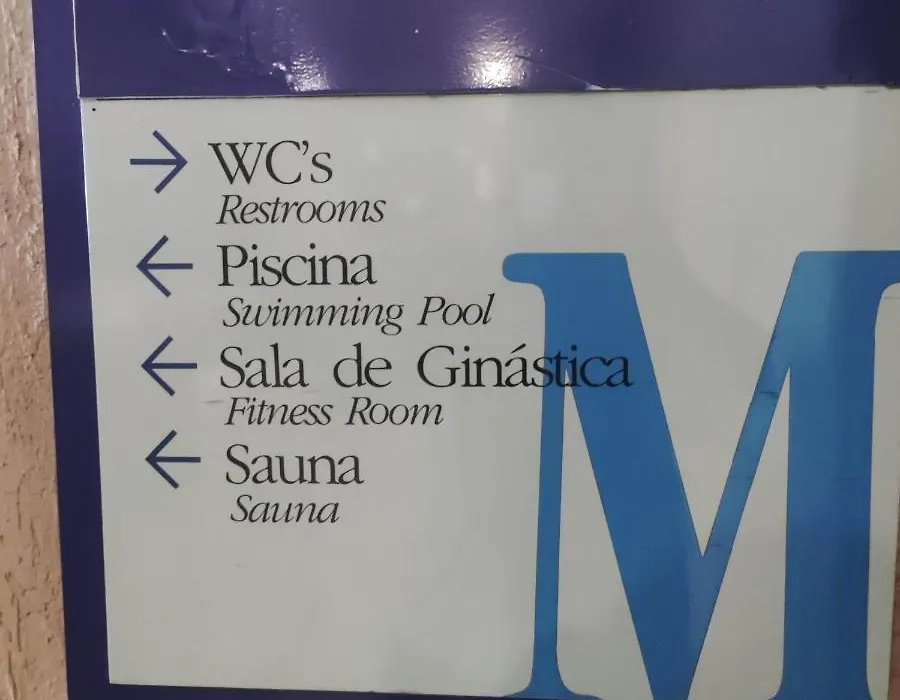 WC's
Restrooms
Piscina
Swimming Pool
Sala de Ginástica
Fitness Room
Sauna
Sauna
M